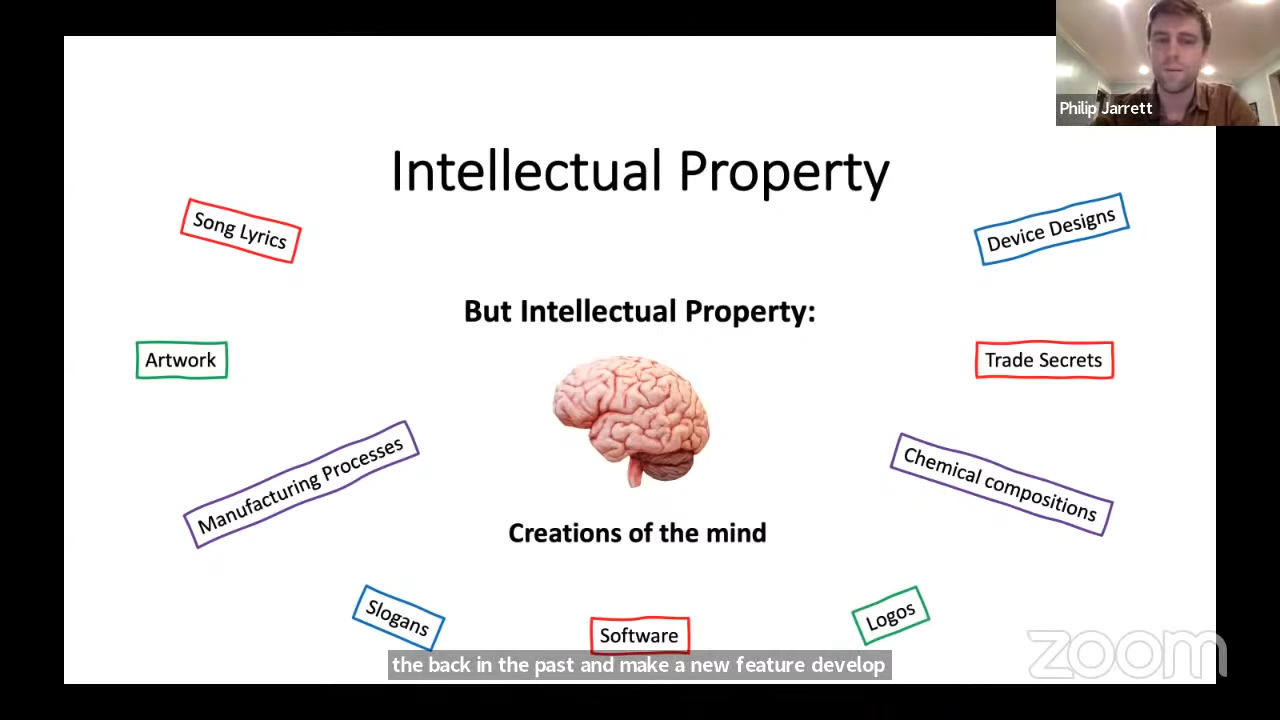 Philip Jarrett
Intellectual Property
Song Lyrics
Device Designs
But Intellectual Property:
Artwork
Trade Secrets
Manufacturing Processes
Chemical compositions
Creations of the mind
Slogans
Software
Logos
the back in the past and make a new feature develop
zoom